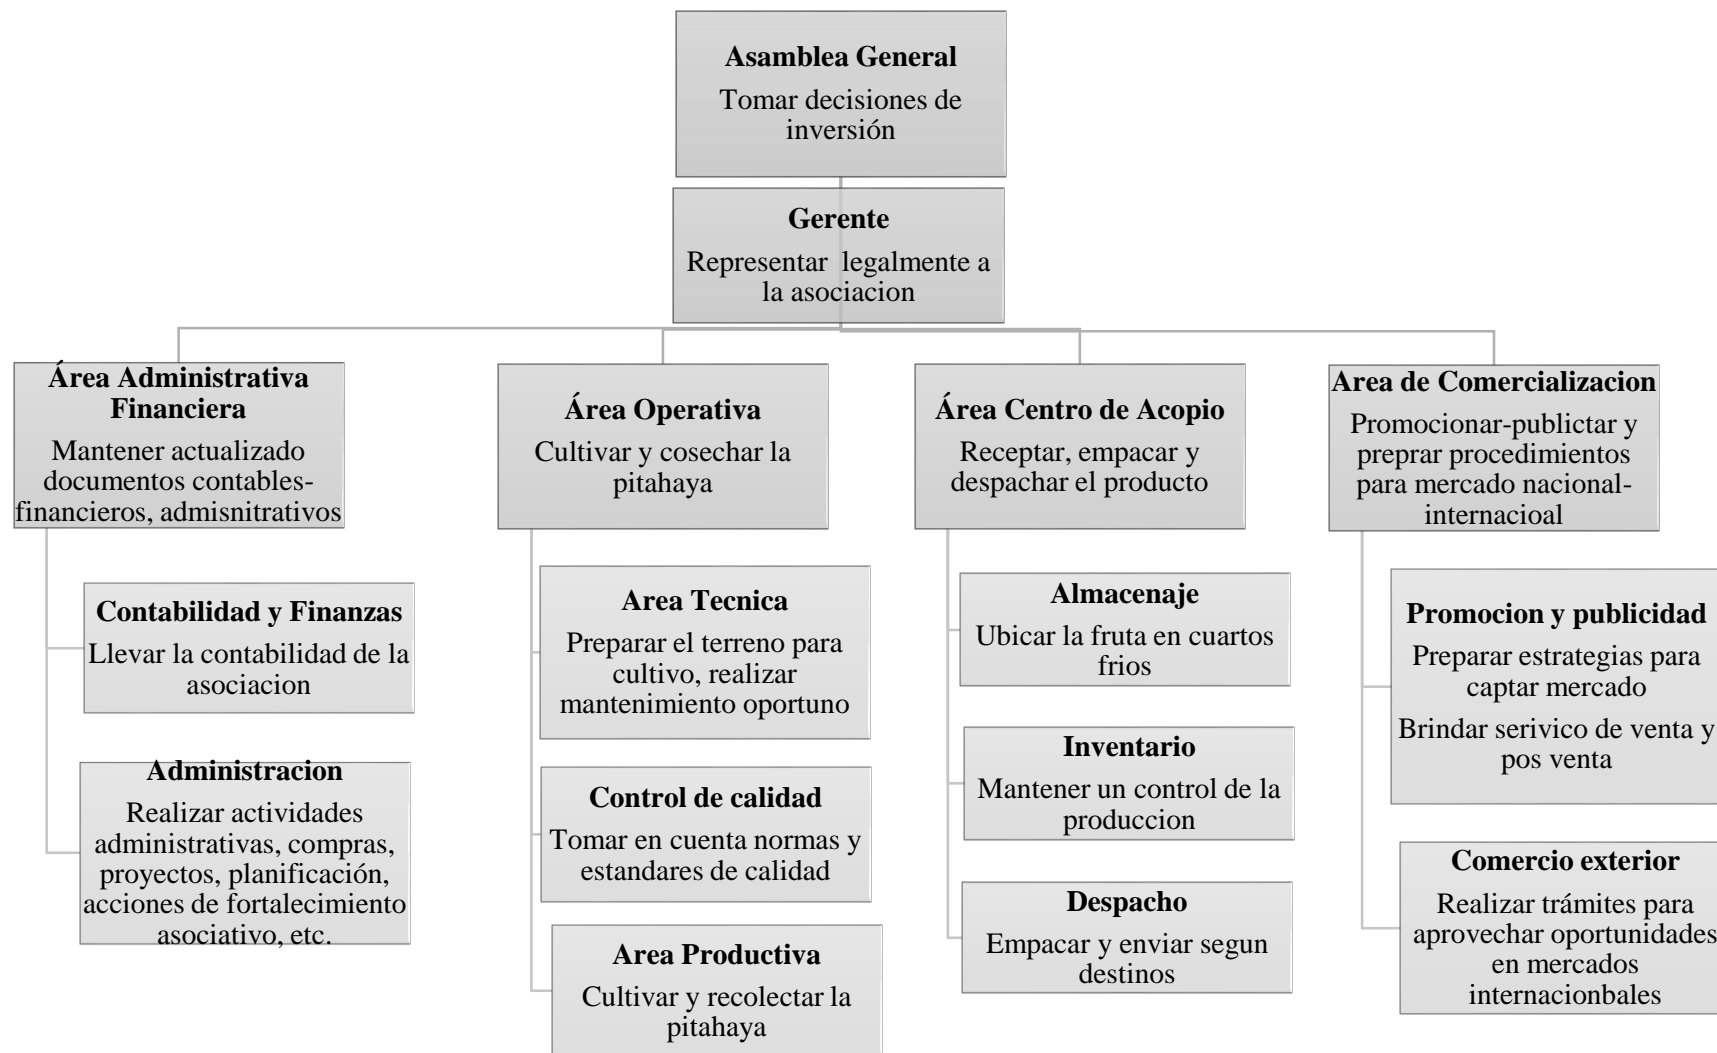 Asamblea General
Tomar decisiones de
inversión
Gerente
Representar legalmente a
la asociacion
Área Administrativa
Financiera
Mantener actualizado
documentos contables-
financieros, admisnitrativos
Contabilidad y Finanzas
Llevar la contabilidad de la
asociacion
Administracion
Realizar actividades
administrativas, compras,
proyectos, planificación,
acciones de fortalecimiento
asociativo, etc.
Área Operativa
Cultivar y cosechar la
pitahaya
Area Tecnica
Preparar el terreno para
cultivo, realizar
mantenimiento oportuno
Control de calidad
Tomar en cuenta normas y
estandares de calidad
Area Productiva
Cultivar y recolectar la
pitahaya
Área Centro de Acopio
Receptar, empacar y
despachar el producto
Almacenaje
Ubicar la fruta en cuartos
frios
Inventario
Mantener un control de la
produccion
Despacho
Empacar y enviar segun
destinos
Area de Comercializacion
Promocionar-publictar y
preprar procedimientos
para mercado nacional-
internacioal
Promocion y publicidad
Preparar estrategias para
captar mercado
Brindar serivico de venta y
pos venta
Comercio exterior
Realizar trámites para
aprovechar oportunidades
en mercados
internacionbales